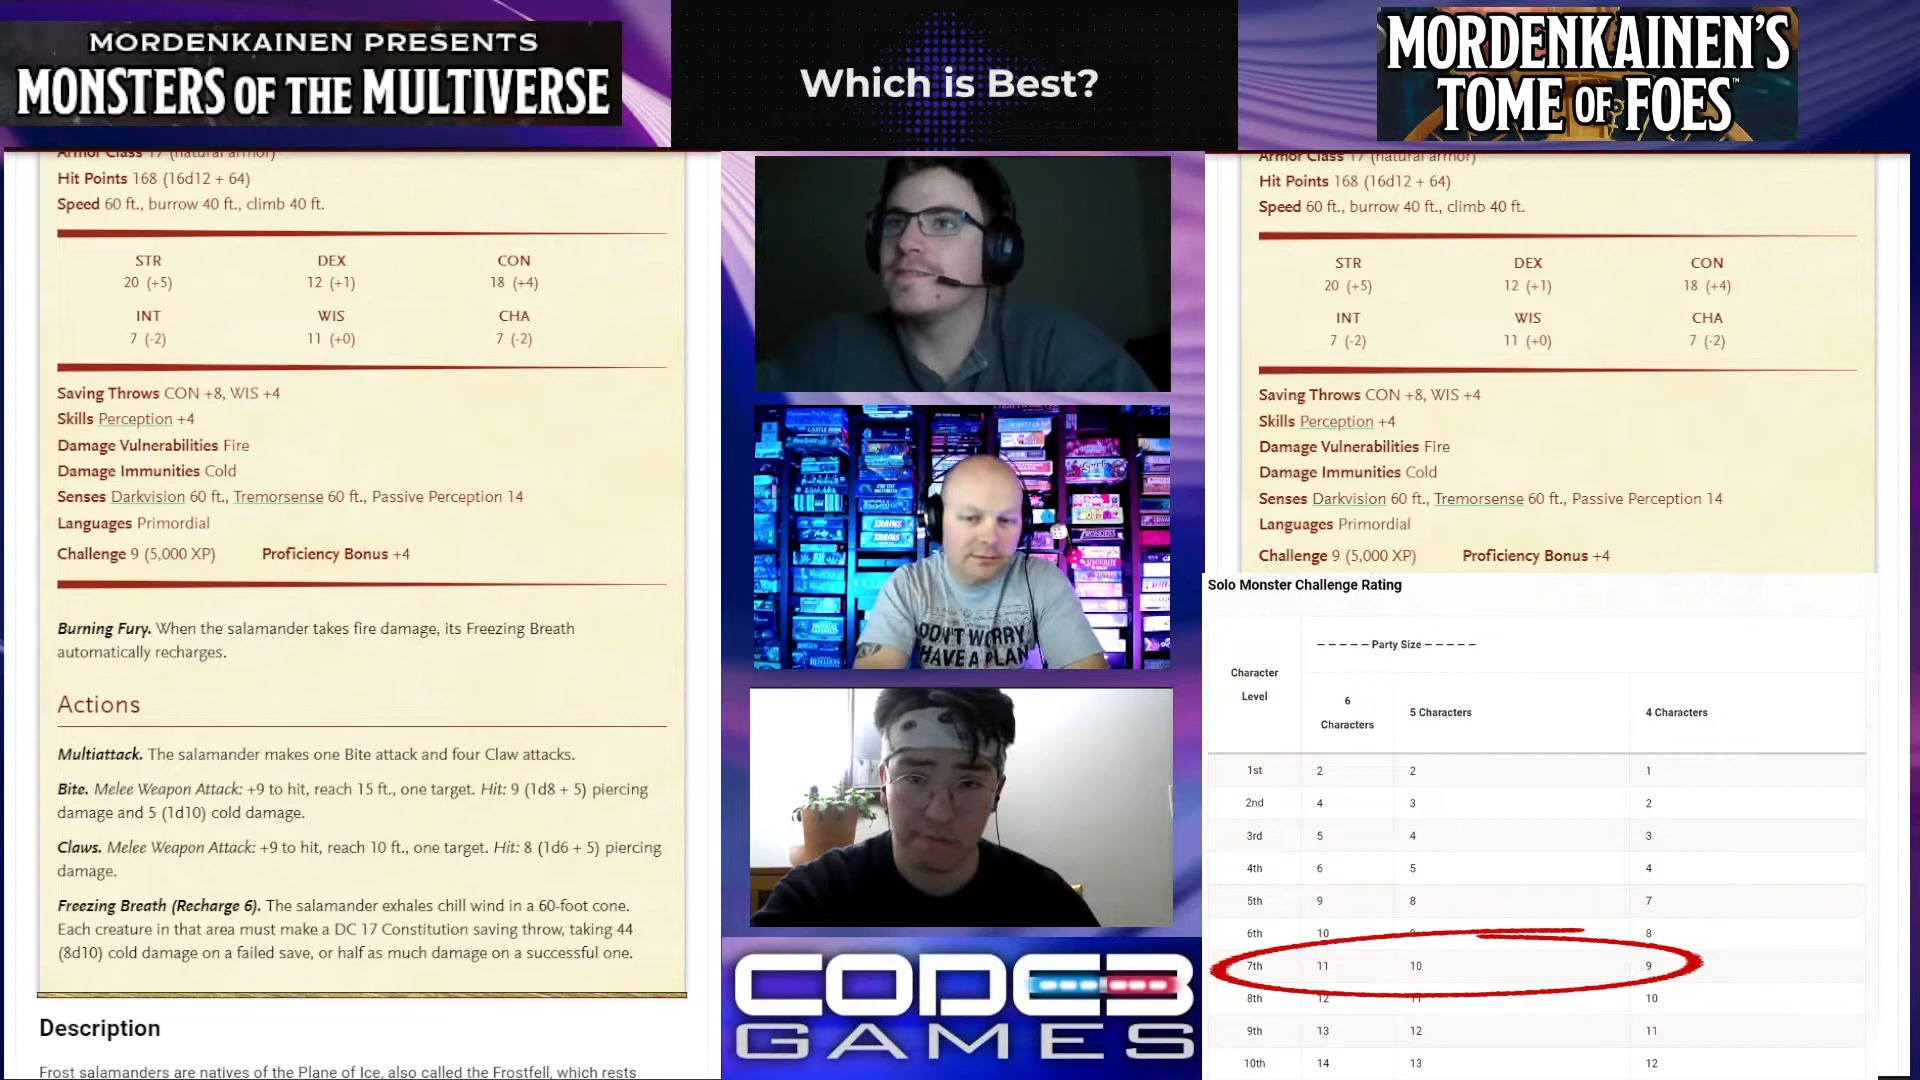 MORDENKAINEN PRESENTS
MONSTERS OF THE MULTIVERSE
Which is Best?
MORDENKAINEN'S
TOME OF FOES™
Armor Class 17 (natural armor)
Hit Points 168 (16d12 + 64)
Speed 60 ft., burrow 40 ft., climb 40 ft.
STR DEX CON
20 (+5) 12 (+1) 18 (+4)
INT WIS CHA
7 (-2) 11 (+0) 7 (-2)
Saving Throws CON +8, WIS +4
Skills Perception +4
Damage Vulnerabilities Fire
Damage Immunities Cold
Senses Darkvision 60 ft., Tremorsense 60 ft., Passive Perception 14
Languages Primordial
Challenge 9 (5,000 XP) Proficiency Bonus +4
Burning Fury. When the salamander takes fire damage, its Freezing Breath
automatically recharges.
Actions
Multiattack. The salamander makes one Bite attack and four Claw attacks.
Bite. Melee Weapon Attack: +9 to hit, reach 15 ft., one target. Hit: 9 (1d8 + 5) piercing
damage and 5 (1d10) cold damage.
Claws. Melee Weapon Attack: +9 to hit, reach 10 ft., one target. Hit: 8 (1d6 + 5) piercing
damage.
Freezing Breath (Recharge 6). The salamander exhales chill wind in a 60-foot cone.
Each creature in that area must make a DC 17 Constitution saving throw, taking 44
(8d10) cold damage on a failed save, or half as much damage on a successful one.
Description
Frost salamanders are natives of the Plane of Ice, also called the Frostfell, which rests
DON'T WORRY
I HAVE A PLAN
CODE 3
GAMES
Armor Class 17 (natural armor)
Hit Points 168 (16d12 + 64)
Speed 60 ft., burrow 40 ft., climb 40 ft.
STR DEX CON
20 (+5) 12 (+1) 18 (+4)
INT WIS CHA
7 (-2) 11 (+0) 7 (-2)
Saving Throws CON +8, WIS +4
Skills Perception +4
Damage Vulnerabilities Fire
Damage Immunities Cold
Senses Darkvision 60 ft., Tremorsense 60 ft., Passive Perception 14
Languages Primordial
Challenge 9 (5,000 XP) Proficiency Bonus +4
Solo Monster Challenge Rating
– – – – – Party Size – – – – –
Character
Level
6
Characters
5 Characters
4 Characters
1st 2 2 1
2nd 4 3 2
3rd 5 4 3
4th 6 5 4
5th 9 8 7
6th 10 9 8
7th 11 10 9
8th 12 11 10
9th 13 12 11
10th 14 13 12